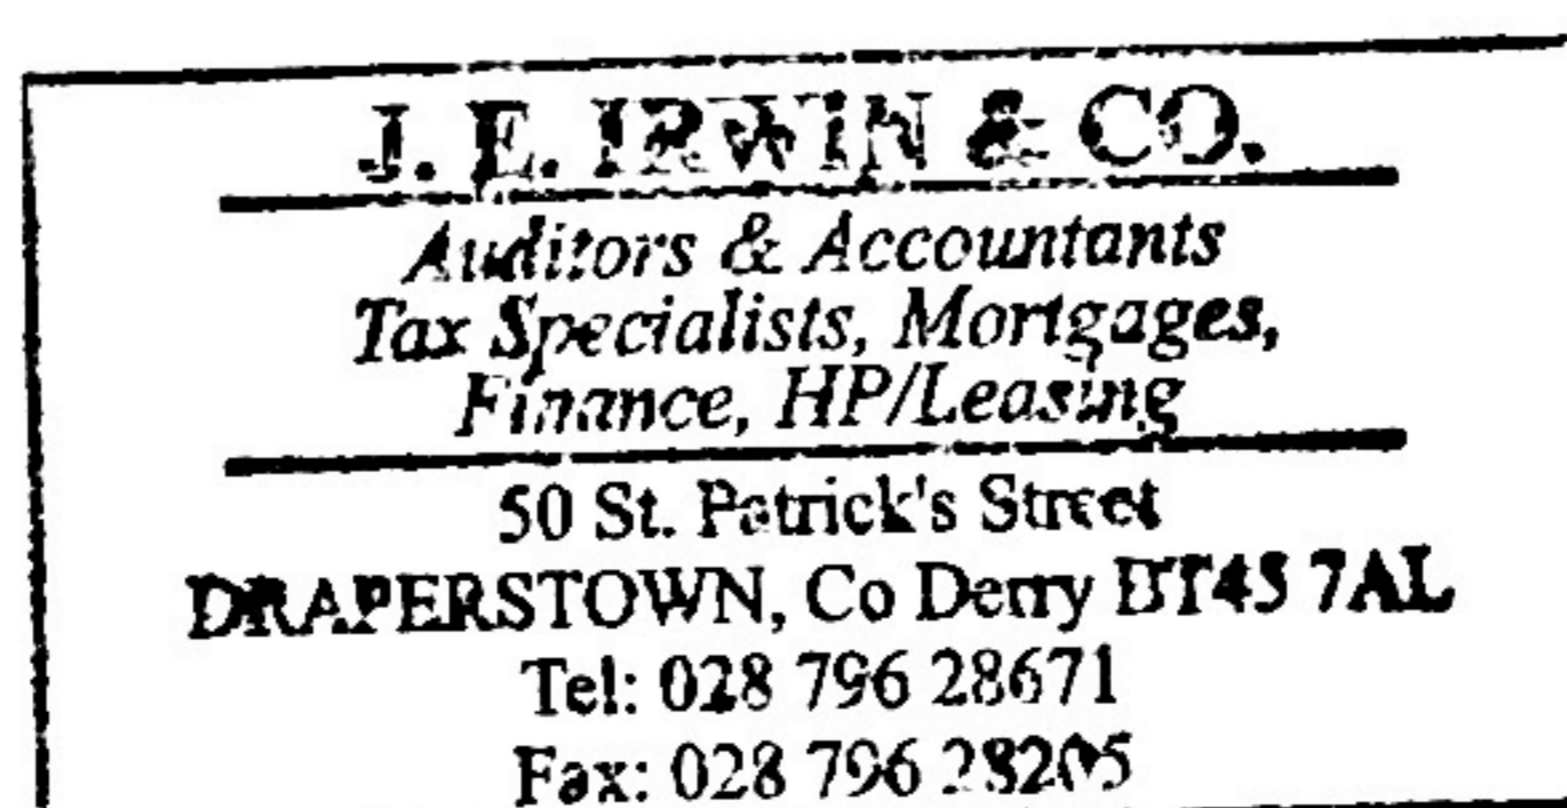 J. E. IRWIN & CO.
Auditors & Accountants
Tax Specialists, Mortgages,
Finance, HP/Leasing
50 St. Patrick's Street
DRAPERSTOWN, Co Derry BT45 7AL
Tel: 028 796 28671
Fax: 028 796 28205